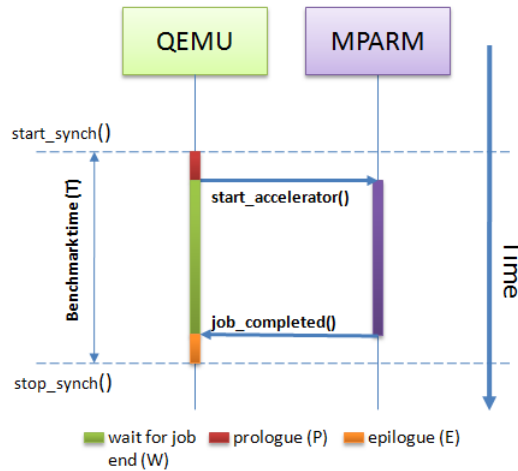 QEMU
MPARM
start_synch()
start_accelerator()
Benchmarktime (T)
Time
job_completed()
stop_synch()
wait for job
end (W)
prologue (P)
epilogue (E)